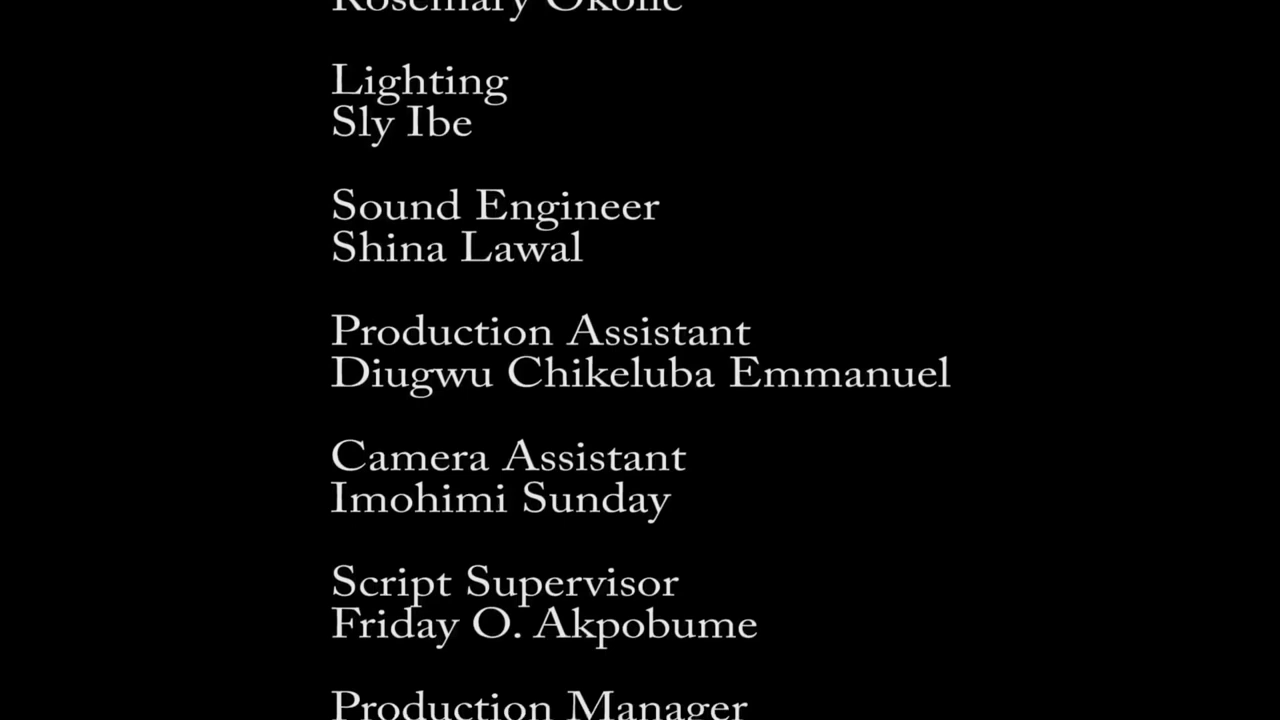 Rosemary
Lighting
Sly Ibe
Sound Engineer
Shina Lawal
Production Assistant
Diugwu Chikeluba Emmanuel
Camera Assistant
Imohimi Sunday
Script Supervisor
Friday O. Akpobume
Production Manager